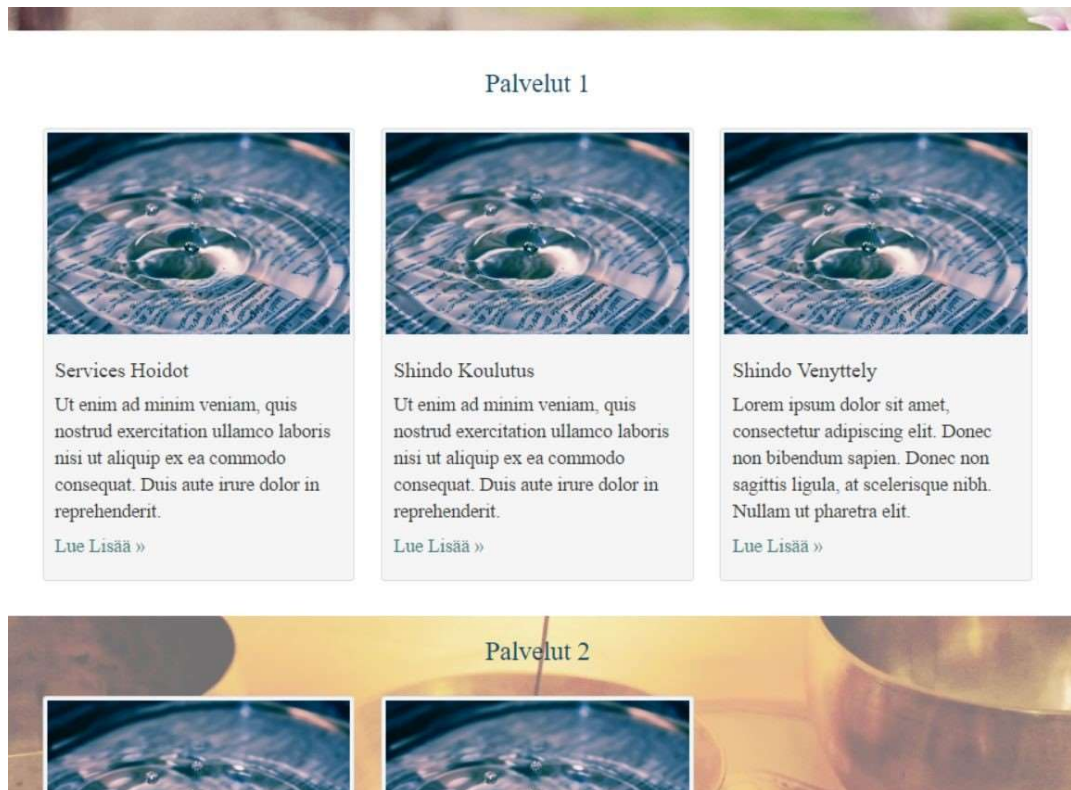 Palvelut 1
Services Hoidot
Ut enim ad minim veniam, quis
nostrud exercitation ullamco laboris
nisi ut aliquip ex ea commodo
consequat. Duis aute irure dolor in
reprehenderit.
Lue Lisää »
Shindo Koulutus
Ut enim ad minim veniam, quis
nostrud exercitation ullamco laboris
nisi ut aliquip ex ea commodo
consequat. Duis aute irure dolor in
reprehenderit.
Lue Lisää »
Shindo Venyttely
Lorem ipsum dolor sit amet,
consectetur adipiscing elit. Donec
non bibendum sapien. Donec non
sagittis ligula, at scelerisque nibh.
Nullam ut pharetra elit.
Lue Lisää »
Palvelut 2